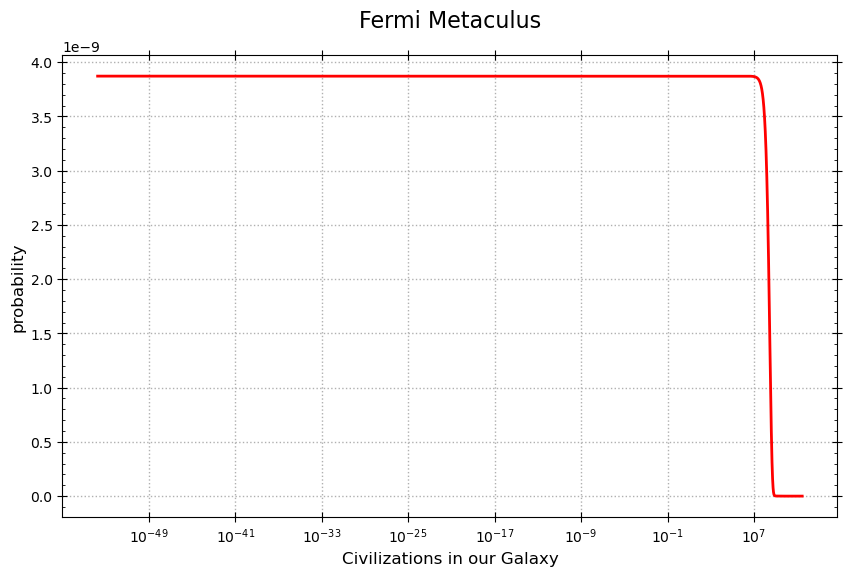 Fermi Metaculus
1e−9
4.0
3.5
3.0
2.5
2.0
1.5
1.0
0.5
0.0
probability
10⁻⁴⁹ 10⁻⁴¹ 10⁻³³ 10⁻²⁵ 10⁻¹⁷ 10⁻⁹ 10⁻¹ 10⁷
Civilizations in our Galaxy